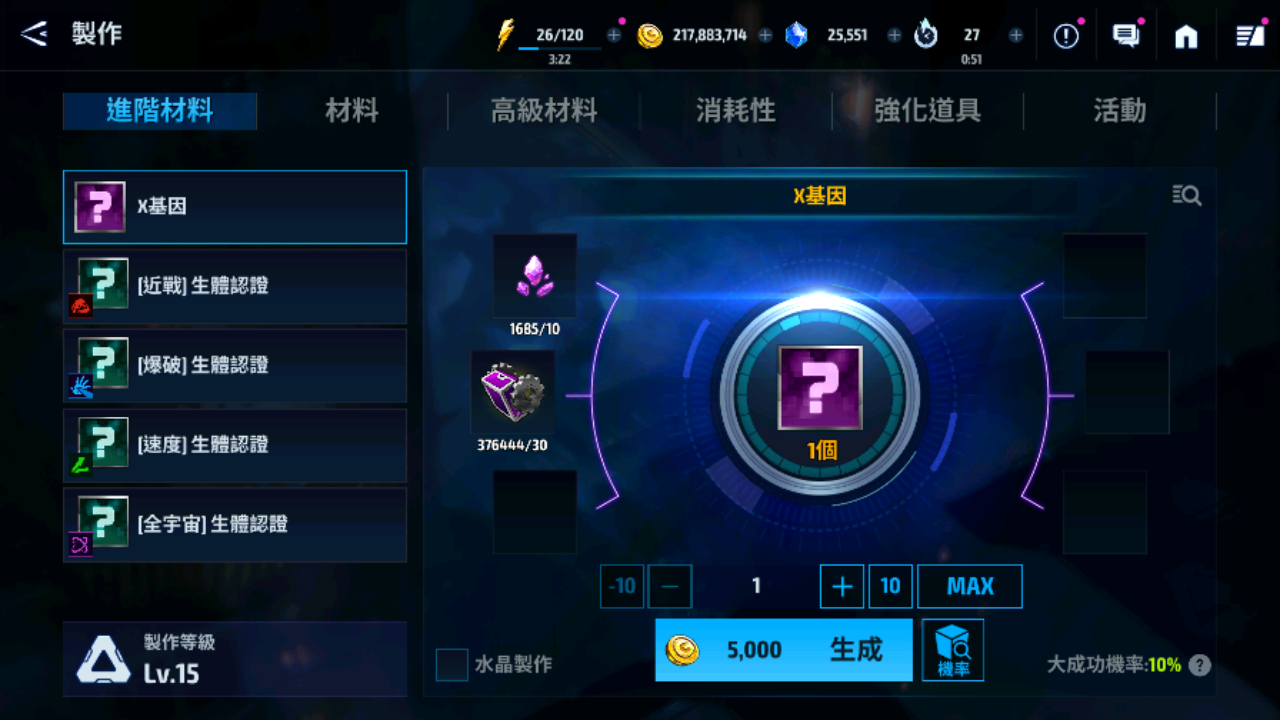 製作
26/120
3:22
217,883,714
25,551
27
0:51
進階材料
材料
高級材料
消耗性
強化道具
活動
X基因
[近戰] 生體認證
[爆破] 生體認證
[速度] 生體認證
[全宇宙] 生體認證
製作等級
Lv.15
X基因
1685/10
376444/30
1個
-10
1
10
MAX
水晶製作
5,000
生成
機率
大成功機率:10%